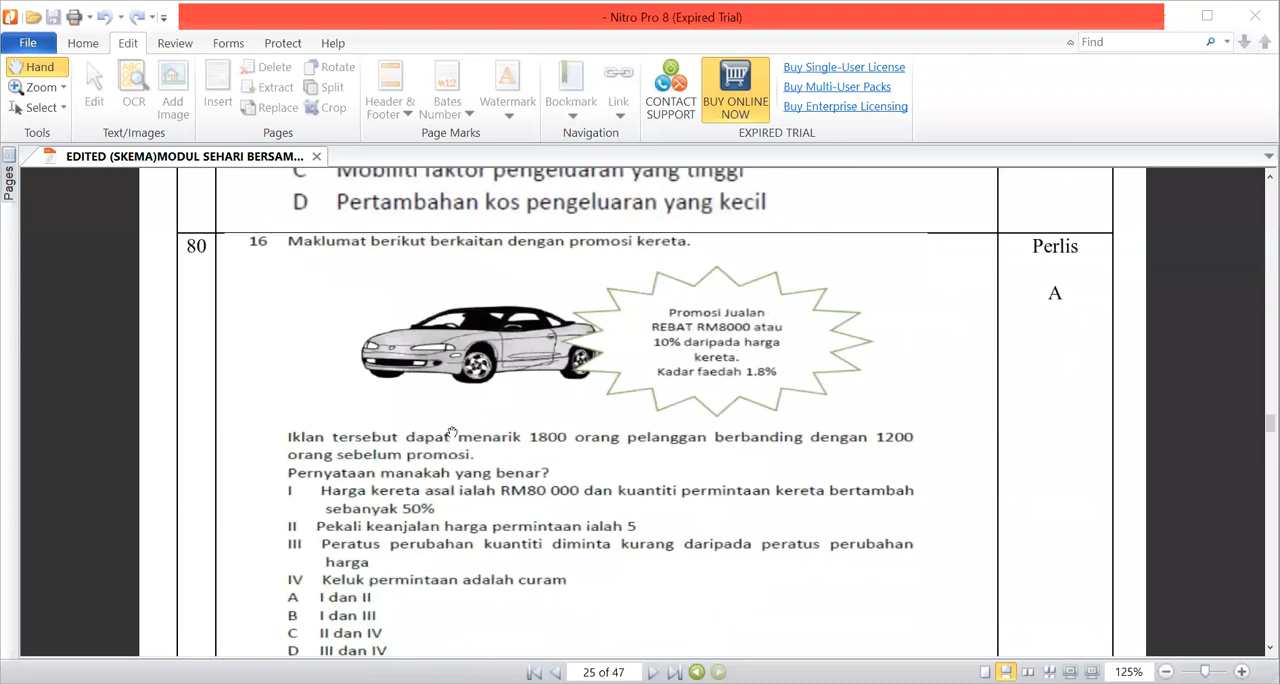 - Nitro Pro 8 (Expired Trial)
File Home Edit Review Forms Protect Help
Find
Hand
Zoom
Select
Tools
Edit
OCR
Add Image
Text/Images
Insert
Delete
Extract
Replace
Rotate
Split
Crop
Pages
Header & Footer
Bates Number
#12
Watermark
A
Page Marks
Bookmark
Link
Navigation
CONTACT SUPPORT
BUY ONLINE NOW
Buy Single-User License
Buy Multi-User Packs
Buy Enterprise Licensing
EXPIRED TRIAL
EDITED (SKEMA)MODUL SEHARI BERSAM...
Pages
C Mobiliti faktor pengeluaran yang tinggi
D Pertambahan kos pengeluaran yang kecil
80
16 Maklumat berikut berkaitan dengan promosi kereta.
Perlis
A
Promosi Jualan
REBAT RM8000 atau
10% daripada harga
kereta.
Kadar faedah 1.8%
Iklan tersebut dapat menarik 1800 orang pelanggan berbanding dengan 1200
orang sebelum promosi.
Pernyataan manakah yang benar?
I Harga kereta asal ialah RM80 000 dan kuantiti permintaan kereta bertambah
sebanyak 50%
II Pekali keanjalan harga permintaan ialah 5
III Peratus perubahan kuantiti diminta kurang daripada peratus perubahan
harga
IV Keluk permintaan adalah curam
A I dan II
B I dan III
C II dan IV
D III dan IV
25 of 47
125%